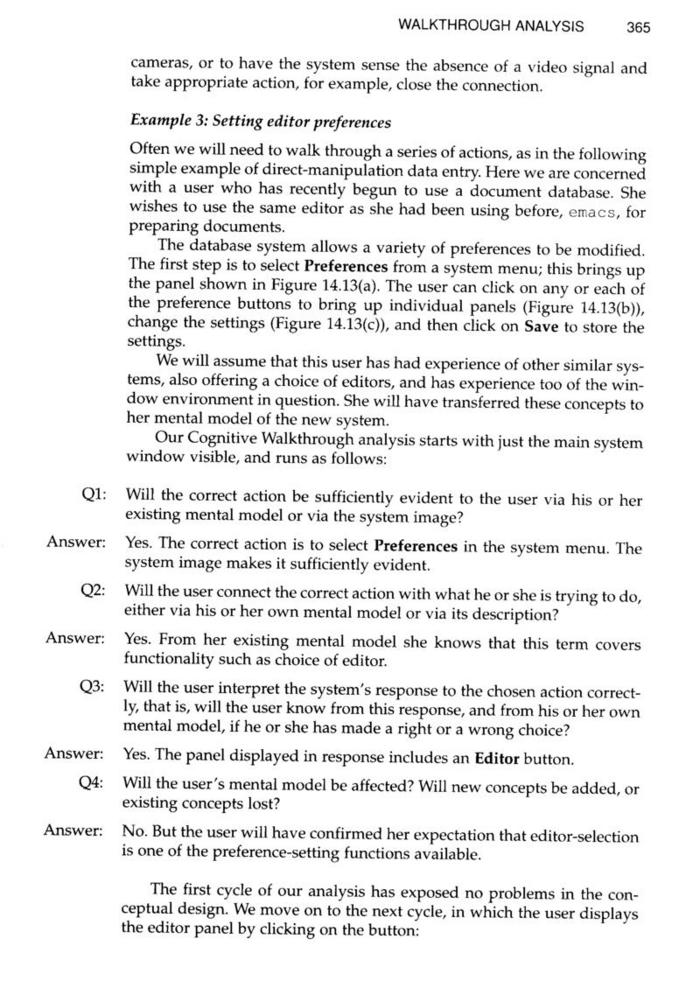 WALKTHROUGH ANALYSIS 365
cameras, or to have the system sense the absence of a video signal and
take appropriate action, for example, close the connection.
Example 3: Setting editor preferences
Often we will need to walk through a series of actions, as in the following
simple example of direct-manipulation data entry. Here we are concerned
with a user who has recently begun to use a document database. She
wishes to use the same editor as she had been using before, emacs, for
preparing documents.
The database system allows a variety of preferences to be modified.
The first step is to select Preferences from a system menu; this brings up
the panel shown in Figure 14.13(a). The user can click on any or each of
the preference buttons to bring up individual panels (Figure 14.13(b)),
change the settings (Figure 14.13(c)), and then click on Save to store the
settings.
We will assume that this user has had experience of other similar sys-
tems, also offering a choice of editors, and has experience too of the win-
dow environment in question. She will have transferred these concepts to
her mental model of the new system.
Our Cognitive Walkthrough analysis starts with just the main system
window visible, and runs as follows:
Q1: Will the correct action be sufficiently evident to the user via his or her
existing mental model or via the system image?
Answer: Yes. The correct action is to select Preferences in the system menu. The
system image makes it sufficiently evident.
Q2: Will the user connect the correct action with what he or she is trying to do,
either via his or her own mental model or via its description?
Answer: Yes. From her existing mental model she knows that this term covers
functionality such as choice of editor.
Q3: Will the user interpret the system's response to the chosen action correct-
ly, that is, will the user know from this response, and from his or her own
mental model, if he or she has made a right or a wrong choice?
Answer: Yes. The panel displayed in response includes an Editor button.
Q4: Will the user's mental model be affected? Will new concepts be added, or
existing concepts lost?
Answer: No. But the user will have confirmed her expectation that editor-selection
is one of the preference-setting functions available.
The first cycle of our analysis has exposed no problems in the con-
ceptual design. We move on to the next cycle, in which the user displays
the editor panel by clicking on the button: